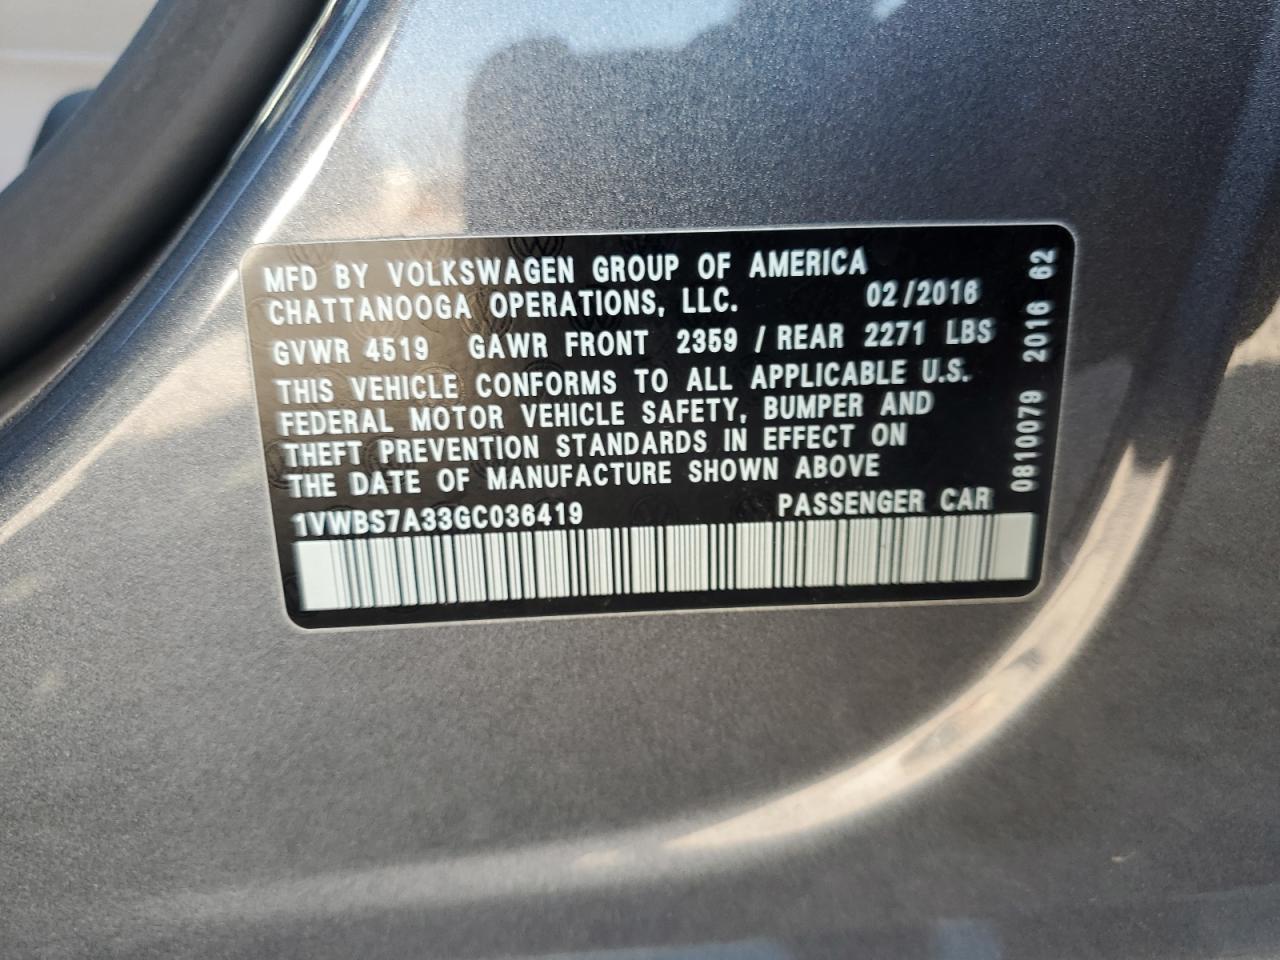 MFD BY VOLKSWAGEN GROUP OF AMERICA
CHATTANOOGA OPERATIONS, LLC. 02/2016
GVWR 4519 GAWR FRONT 2359 / REAR 2271 LBS
THIS VEHICLE CONFORMS TO ALL APPLICABLE U.S.
FEDERAL MOTOR VEHICLE SAFETY, BUMPER AND
THEFT PREVENTION STANDARDS IN EFFECT ON
THE DATE OF MANUFACTURE SHOWN ABOVE
1VWBS7A33GC036419 PASSENGER CAR
0810079 2016 62